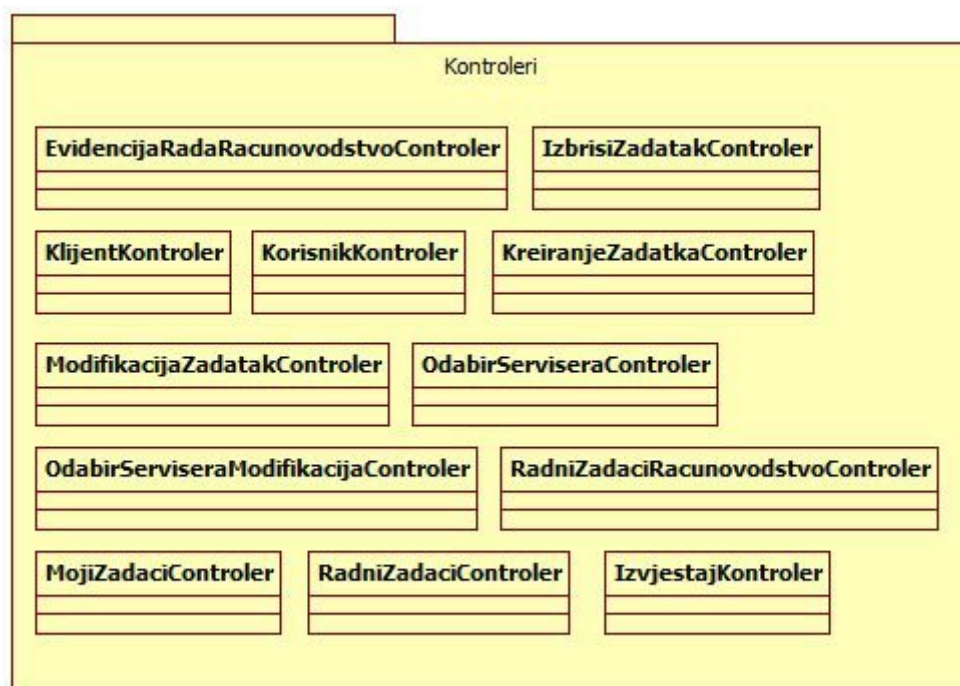 Kontroleri
EvidencijaRadaRacunovodstvoControler
IzbrisiZadatakControler
KlijentKontroler
KorisnikKontroler
KreiranjeZadatkaControler
ModifikacijaZadatakControler
OdabirServiseraControler
OdabirServiseraModifikacijaControler
RadniZadaciRacunovodstvoControler
MojiZadaciControler
RadniZadaciControler
IzvjestajKontroler